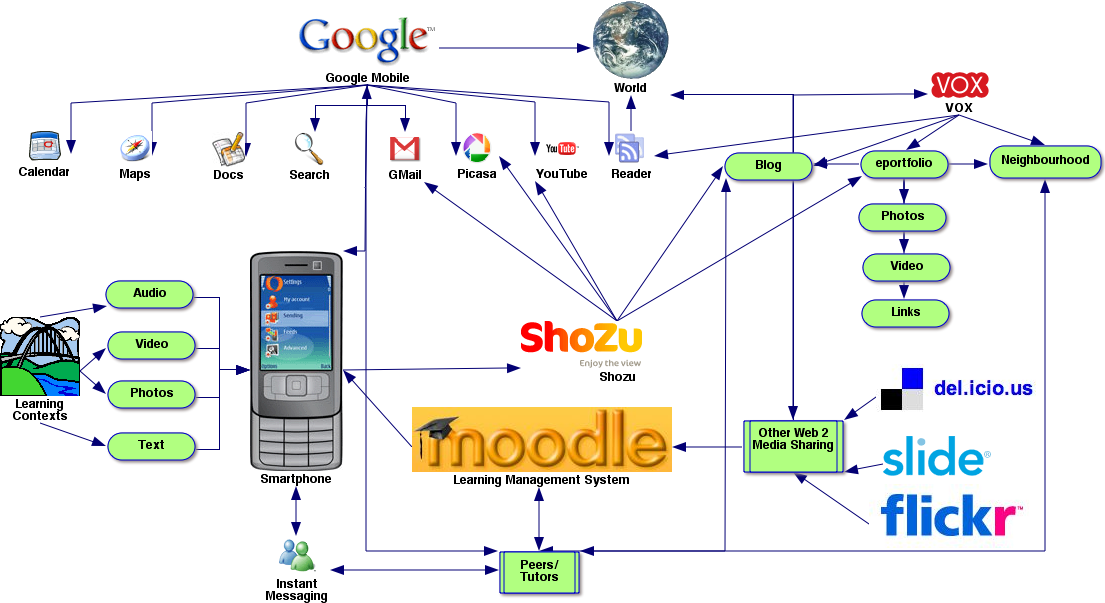 Google™
Google Mobile
World
VOX
VOX
Calendar
Maps
Docs
Search
GMail
Picasa
You Tube
YouTube
Reader
Blog
eportfolio
Neighbourhood
Photos
Video
Links
Audio
Video
Photos
Text
Learning
Contexts
Settings
My account
Sending
Feeds
Advanced
Options
Back
Smartphone
ShoZu
Enjoy the view
Shozu
moodle
Learning Management System
Other Web 2
Media Sharing
del.icio.us
slide®
flickr™
Instant
Messaging
Peers/
Tutors